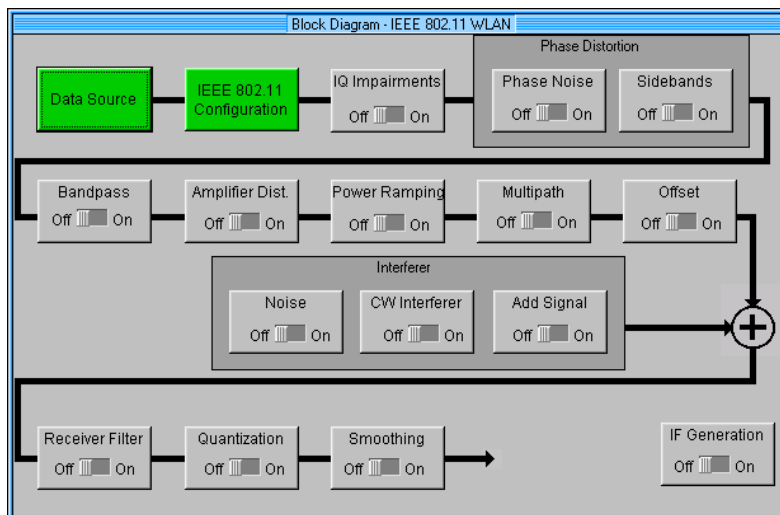 Block Diagram - IEEE 802.11 WLAN
Phase Distortion
Data Source
IEEE 802.11
Configuration
IQ Impairments
Off On
Phase Noise
Off On
Sidebands
Off On
Bandpass
Off On
Amplifier Dist.
Off On
Power Ramping
Off On
Multipath
Off On
Offset
Off On
Interferer
Noise
Off On
CW Interferer
Off On
Add Signal
Off On
+
Receiver Filter
Off On
Quantization
Off On
Smoothing
Off On
IF Generation
Off On